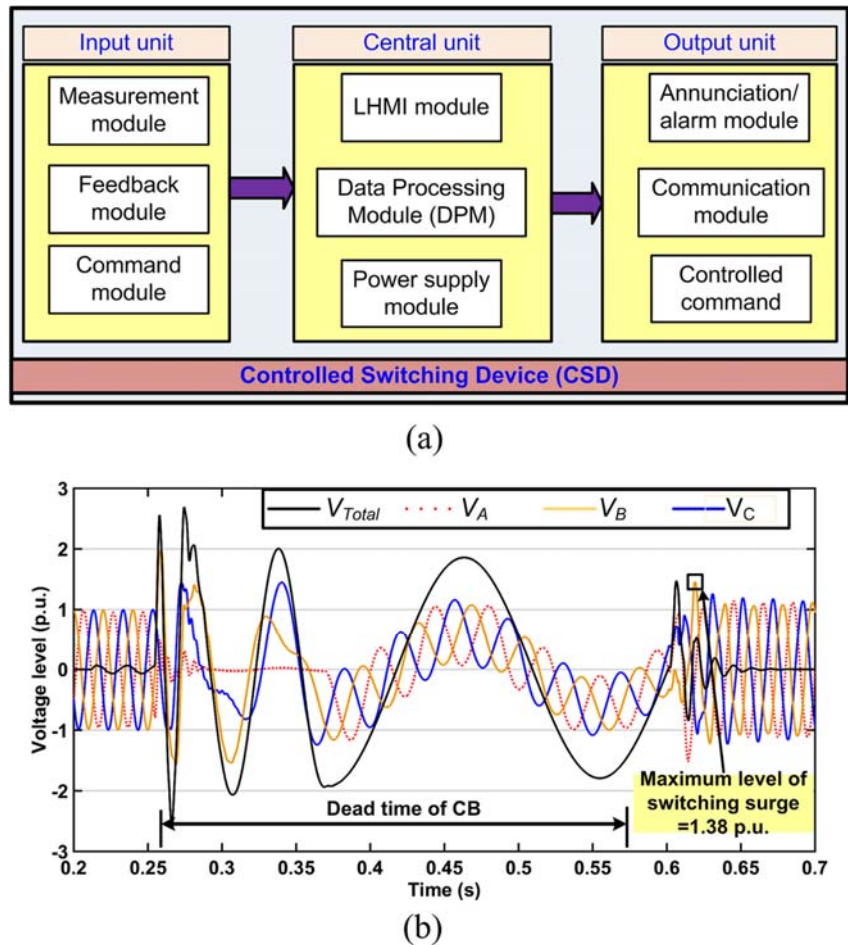 Input unit
Central unit
Output unit
Measurement
module
Feedback
module
Command
module
LHMI module
Data Processing
Module (DPM)
Power supply
module
Annunciation/
alarm module
Communication
module
Controlled
command
Controlled Switching Device (CSD)
(a)
Voltage level (p.u.)
3
2
1
0
-1
-2
-3
V_Total
V_A
V_B
V_C
Dead time of CB
Maximum level of
switching surge
=1.38 p.u.
0.2 0.25 0.3 0.35 0.4 0.45 0.5 0.55 0.6 0.65 0.7
Time (s)
(b)